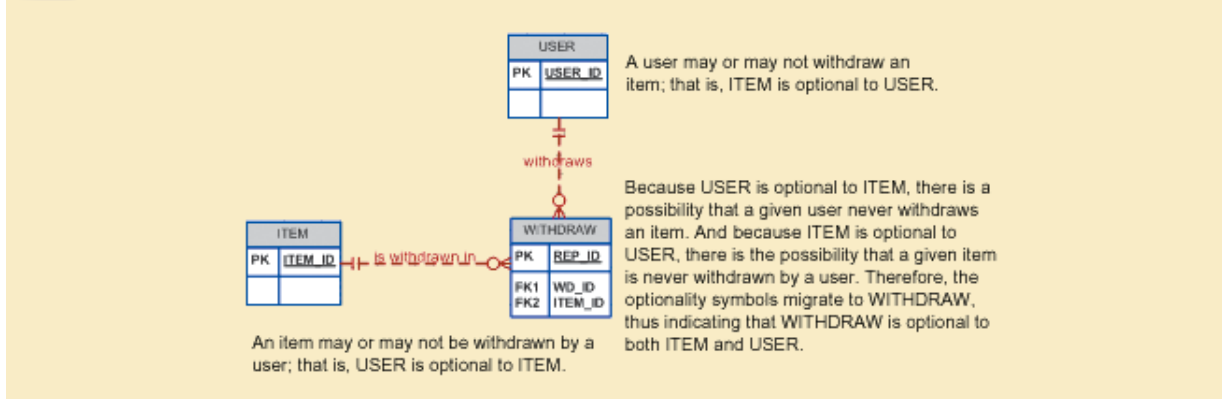 USER
PK USER_ID
A user may or may not withdraw an
item; that is, ITEM is optional to USER.
withdraws
Because USER is optional to ITEM, there is a
possibility that a given user never withdraws
an item. And because ITEM is optional to
USER, there is the possibility that a given item
is never withdrawn by a user. Therefore, the
optionality symbols migrate to WITHDRAW,
thus indicating that WITHDRAW is optional to
both ITEM and USER.
ITEM
PK ITEM_ID
is withdrawn in
WITHDRAW
PK REP_ID
FK1 WD_ID
FK2 ITEM_ID
An item may or may not be withdrawn by a
user; that is, USER is optional to ITEM.